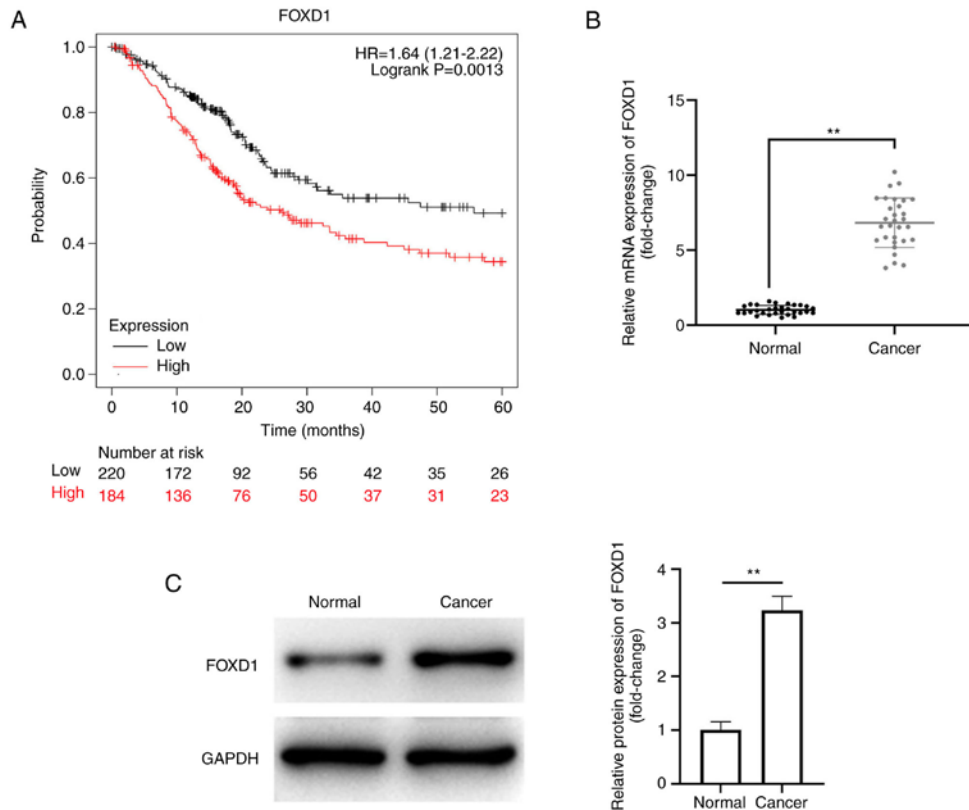 A
FOXD1
HR=1.64 (1.21-2.22)
Logrank P=0.0013
1.0
0.8
0.6
0.4
0.2
0.0
Probability
Expression
Low
High
0 10 20 30 40 50 60
Time (months)
Number at risk
Low 220 172 92 56 42 35 26
High 184 136 76 50 37 31 23
B
Relative mRNA expression of FOXD1
(fold-change)
15
10
5
0
**
Normal Cancer
C
Normal Cancer
FOXD1
GAPDH
Relative protein expression of FOXD1
(fold-change)
4
3
2
1
0
**
Normal Cancer